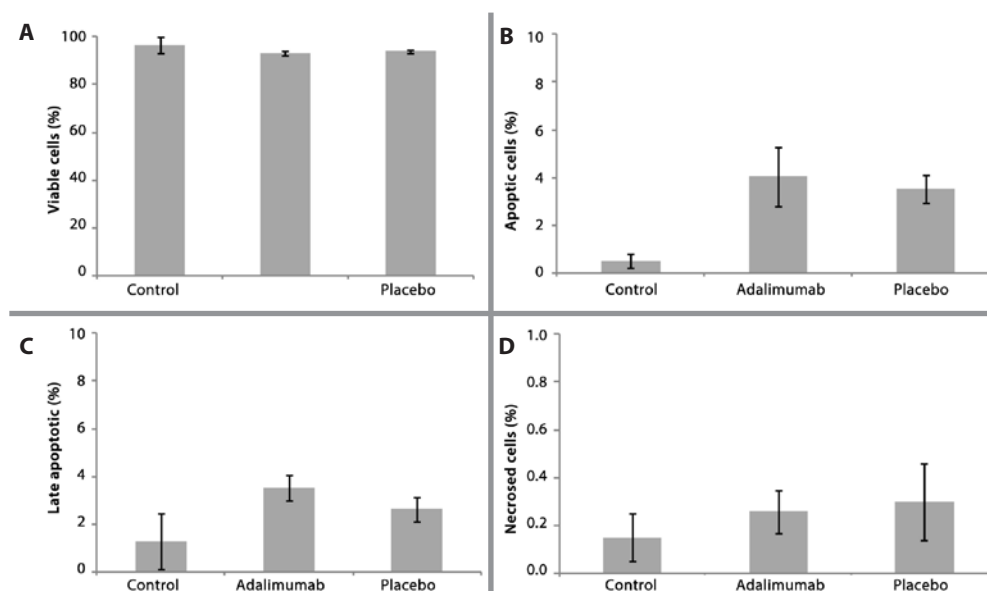 A
Viable cells (%)
100
80
60
40
20
0
Control
Placebo
B
Apoptic cells (%)
10
8
6
4
2
0
Control
Adalimumab
Placebo
C
Late apoptotic (%)
10
8
6
4
2
0
Control
Adalimumab
Placebo
D
Necrosed cells (%)
1.0
0.8
0.6
0.4
0.2
0.0
Control
Adalimumab
Placebo